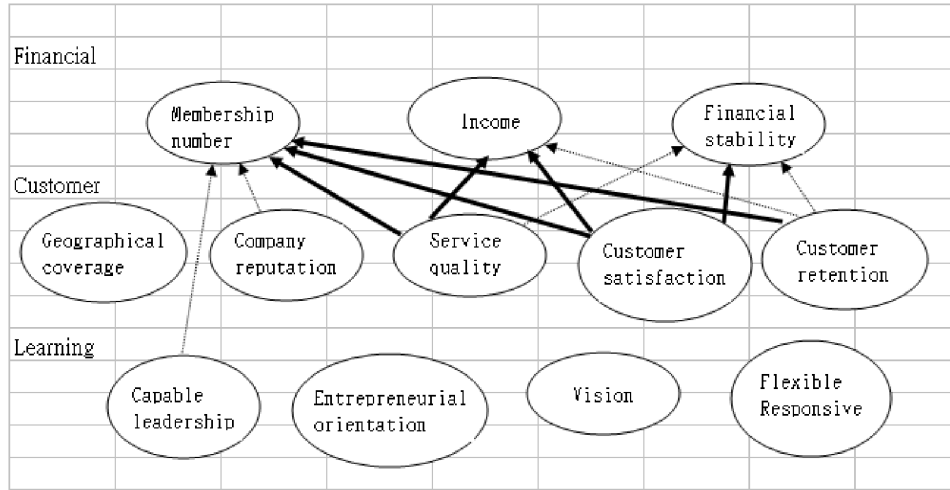 Financial
Membership
number
Income
Financial
stability
Customer
Geographical
coverage
Company
reputation
Service
quality
Customer
satisfaction
Customer
retention
Learning
Capable
leadership
Entrepreneurial
orientation
Vision
Flexible
Responsive